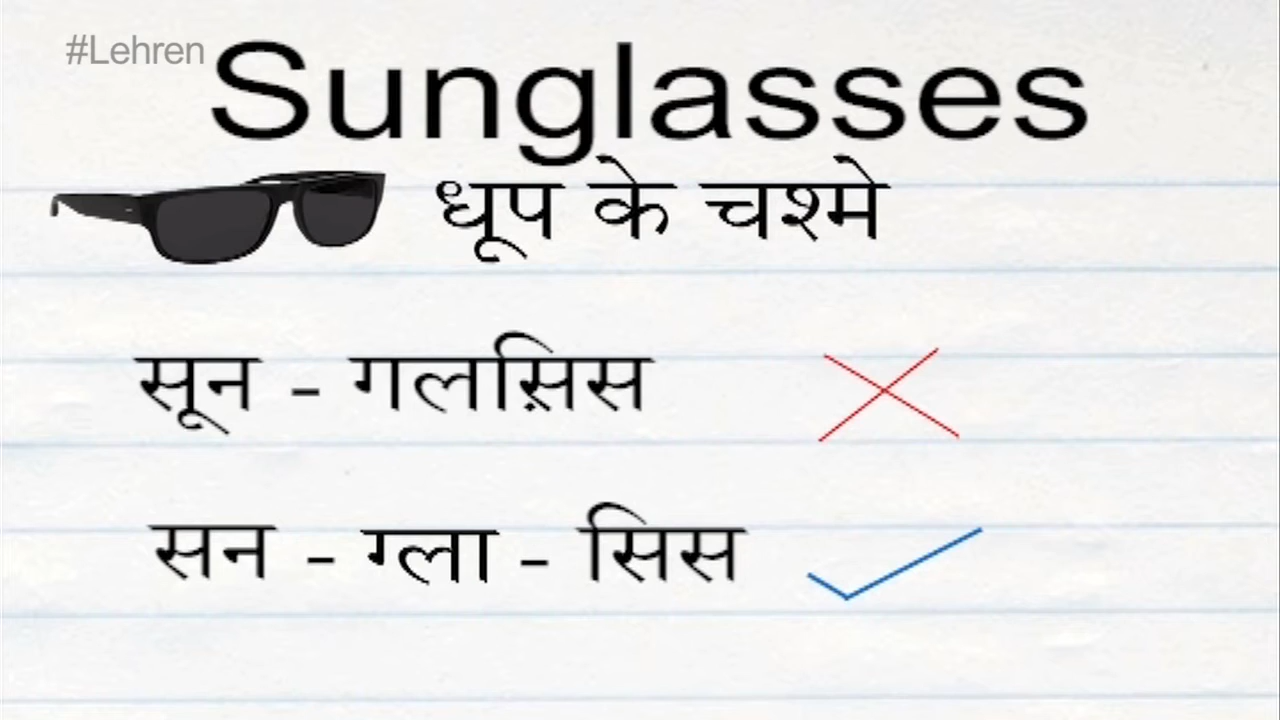 #Lehren
Sunglasses
धूप के चश्मे
सून - गलस़िस
सन - ग्ला - सिस